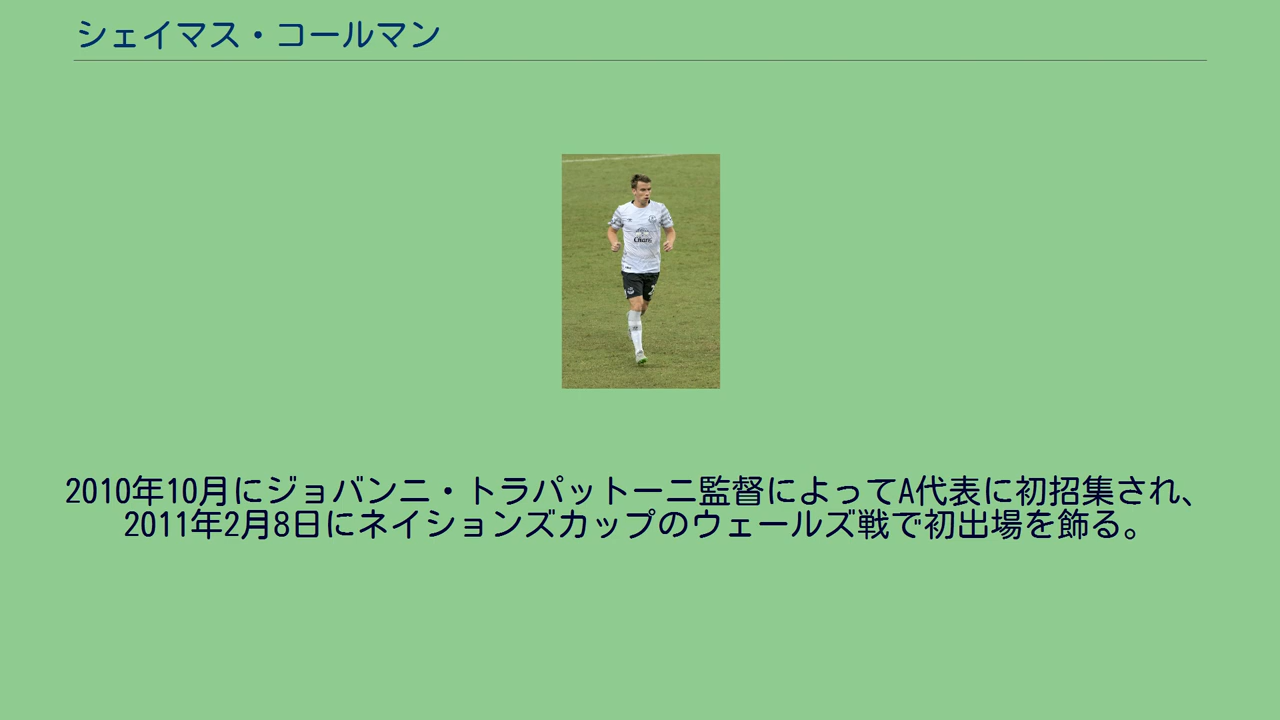 シェイマス・コールマン
Chang
2010年10月にジョバンニ・トラパットーニ監督によってA代表に初招集され、
2011年2月8日にネイションズカップのウェールズ戦で初出場を飾る。